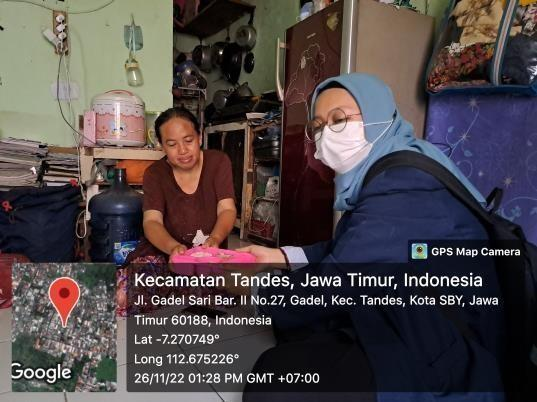 GPS Map Camera
Kecamatan Tandes, Jawa Timur, Indonesia
Jl. Gadel Sari Bar. II No.27, Gadel, Kec. Tandes, Kota SBY, Jawa
Timur 60188, Indonesia
Lat -7.270749°
Long 112.675226°
26/11/22 01:28 PM GMT +07:00
Google